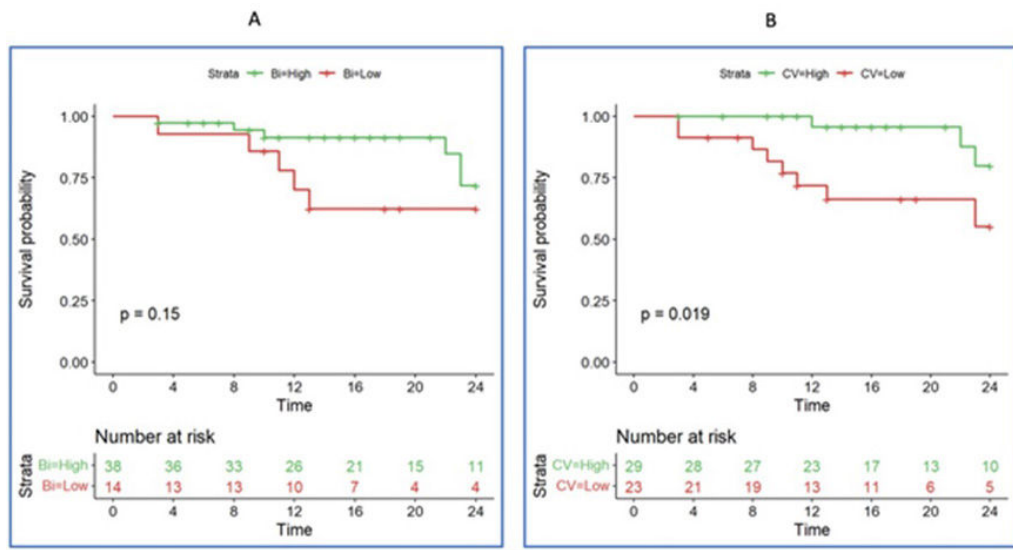 A
Strata Bi=High Bi=Low
1.00
0.75
0.50
0.25
0.00
Survival probability
p = 0.15
0 4 8 12 16 20 24
Time
Number at risk
Strata
Bi=High 38 36 33 26 21 15 11
Bi=Low 14 13 13 10 7 4 4
0 4 8 12 16 20 24
Time
B
Strata CV=High CV=Low
1.00
0.75
0.50
0.25
0.00
Survival probability
p = 0.019
0 4 8 12 16 20 24
Time
Number at risk
Strata
CV=High 29 28 27 23 17 13 10
CV=Low 23 21 19 13 11 6 5
0 4 8 12 16 20 24
Time